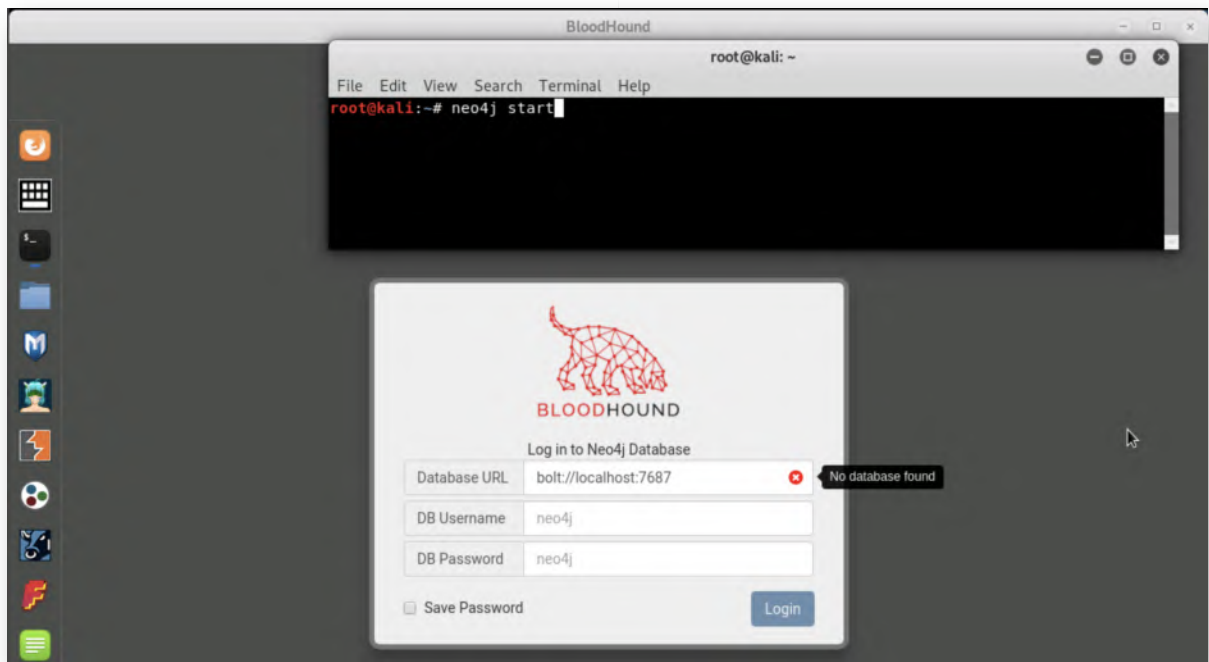 BloodHound
root@kali: ~
File Edit View Search Terminal Help
root@kali:~# neo4j start
$_
BLOODHOUND
Log in to Neo4j Database
Database URL bolt://localhost:7687
No database found
DB Username neo4j
DB Password neo4j
Save Password
Login